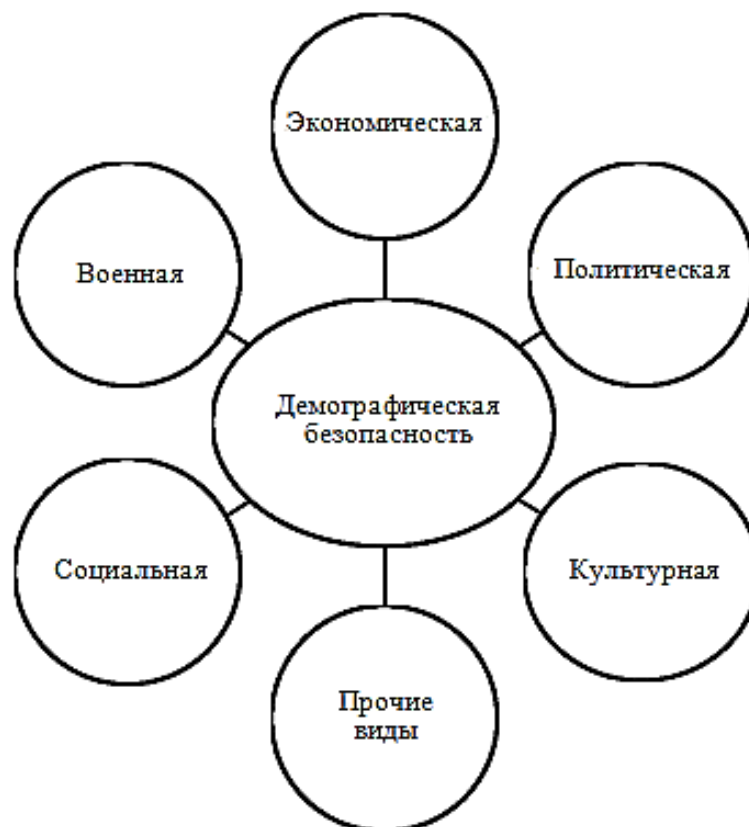 Экономическая
Военная
Политическая
Демографическая
безопасность
Социальная
Культурная
Прочие
виды